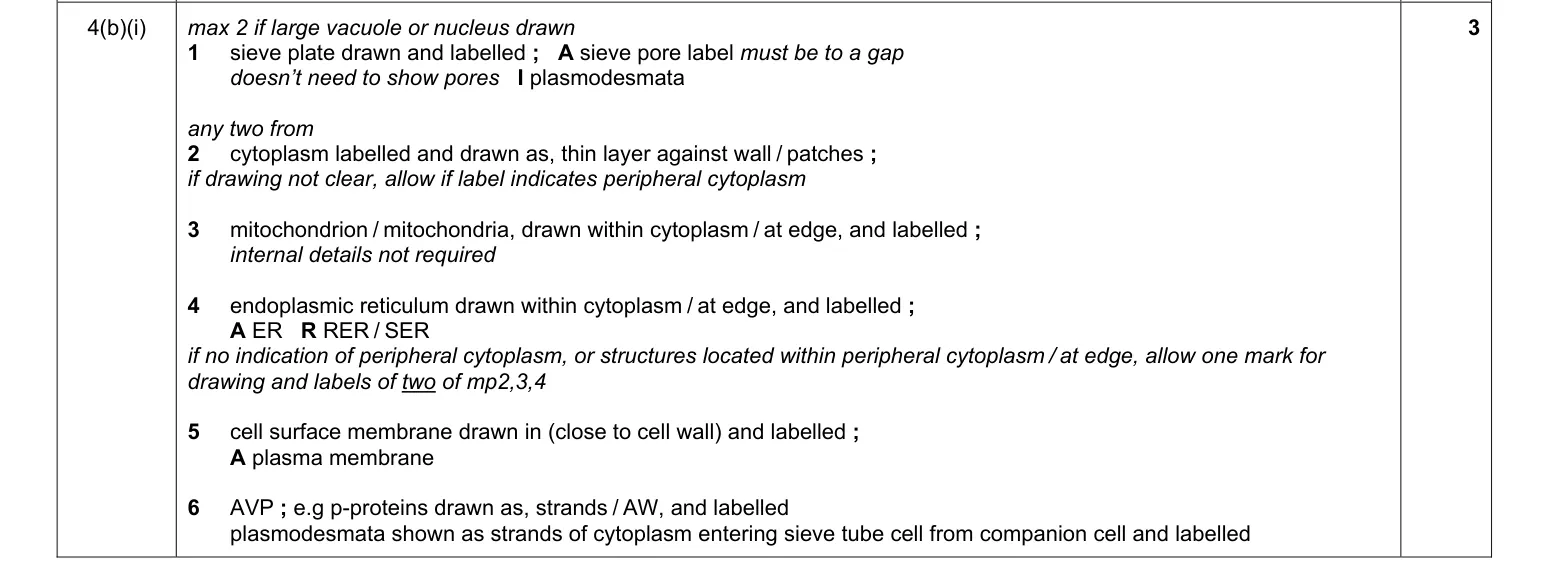 4(b)(i) max 2 if large vacuole or nucleus drawn 3
1 sieve plate drawn and labelled ; A sieve pore label must be to a gap
doesn't need to show pores I plasmodesmata
any two from
2 cytoplasm labelled and drawn as, thin layer against wall / patches ;
if drawing not clear, allow if label indicates peripheral cytoplasm
3 mitochondrion / mitochondria, drawn within cytoplasm / at edge, and labelled ;
internal details not required
4 endoplasmic reticulum drawn within cytoplasm / at edge, and labelled ;
A ER R RER / SER
if no indication of peripheral cytoplasm, or structures located within peripheral cytoplasm / at edge, allow one mark for
drawing and labels of two of mp2,3,4
5 cell surface membrane drawn in (close to cell wall) and labelled ;
A plasma membrane
6 AVP ; e.g p-proteins drawn as, strands / AW, and labelled
plasmodesmata shown as strands of cytoplasm entering sieve tube cell from companion cell and labelled